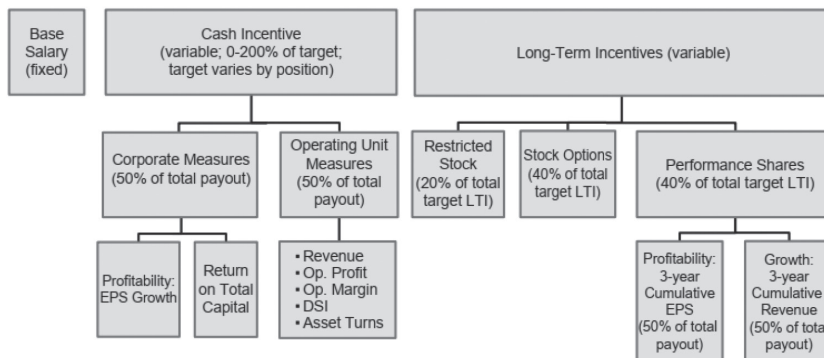 Base
Salary
(fixed)
Cash Incentive
(variable; 0-200% of target;
target varies by position)
Long-Term Incentives (variable)
Corporate Measures
(50% of total payout)
Operating Unit
Measures
(50% of total
payout)
Restricted
Stock
(20% of total
target LTI)
Stock Options
(40% of total
target LTI)
Performance Shares
(40% of total target LTI)
Profitability:
EPS Growth
Return
on Total
Capital
▪ Revenue
▪ Op. Profit
▪ Op. Margin
▪ DSI
▪ Asset Turns
Profitability:
3-year
Cumulative
EPS
(50% of total
payout)
Growth:
3-year
Cumulative
Revenue
(50% of total
payout)